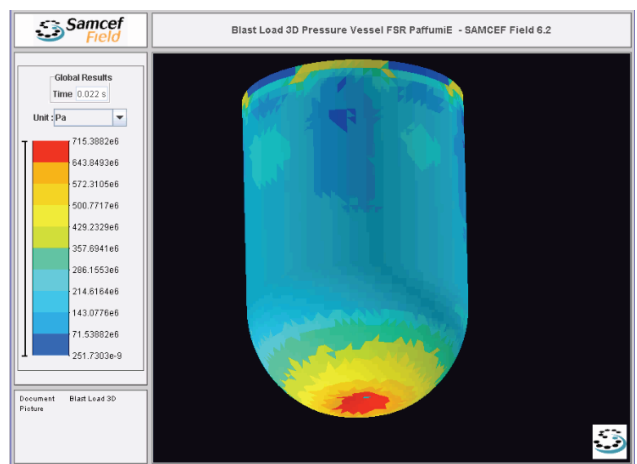 Samcef
Field
Blast Load 3D Pressure Vessel FSR PaffumiE - SAMCEF Field 6.2
Global Results
Time 0.022 s
Unit : Pa
715.3882e6
643.8493e6
572.3105e6
500.7717e6
429.2329e6
357.6941e6
286.1553e6
214.6164e6
143.0776e6
71.53882e6
251.7303e-9
Document Blast Load 3D
Picture